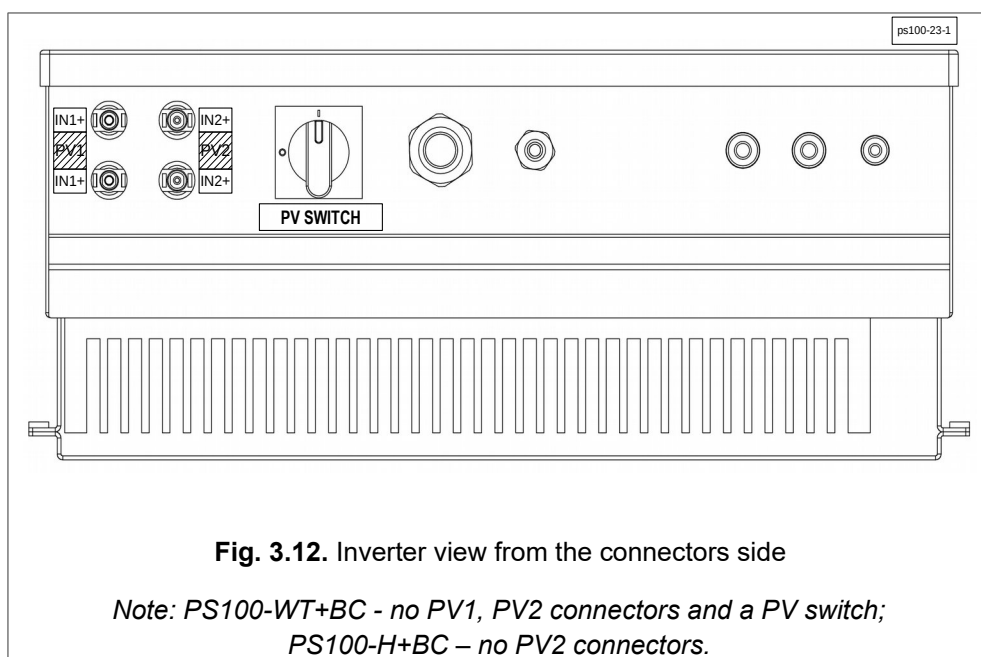 ps100-23-1
IN1+
IN2+
PV1
PV2
IN1+
IN2+
I
O
PV SWITCH
Fig. 3.12. Inverter view from the connectors side
Note: PS100-WT+BC - no PV1, PV2 connectors and a PV switch;
PS100-H+BC – no PV2 connectors.